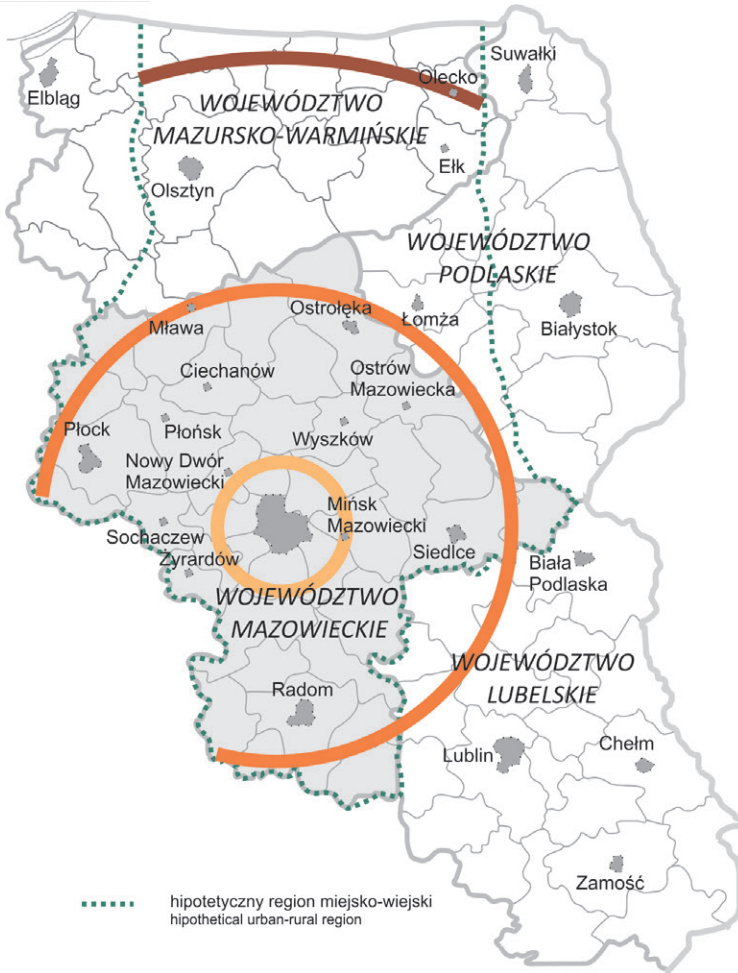 Suwałki
Elbląg
Olecko
WOJEWÓDZTWO
MAZURSKO-WARMIŃSKIE
Ełk
Olsztyn
WOJEWÓDZTWO
PODLASKIE
Mława
Ostrołęka
Łomża
Białystok
Ciechanów
Ostrów
Mazowiecka
Płock
Płońsk
Wyszków
Nowy Dwór
Mazowiecki
Mińsk
Mazowiecki
Sochaczew
Żyrardów
Siedlce
Biała
Podlaska
WOJEWÓDZTWO
MAZOWIECKIE
WOJEWÓDZTWO
LUBELSKIE
Radom
Lublin
Chełm
Zamość
hipotetyczny region miejsko-wiejski
hypothetical urban-rural region